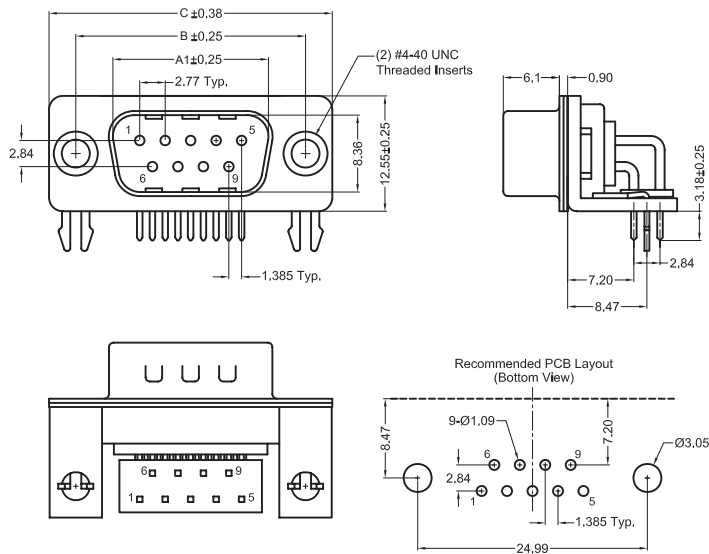 C ±0,38
B ±0,25
A1±0,25
2,77 Typ,
(2) #4-40 UNC
Threaded Inserts
1
5
6
9
2,84
8,36
12,55±0,25
1,385 Typ,
6,1
0,90
3,18±0,25
2,84
7,20
8,47
6
9
1
5
Recommended PCB Layout
(Bottom View)
8,47
9-Ø1,09
7,20
Ø3,05
6
9
2,84
1
5
1,385 Typ,
24,99